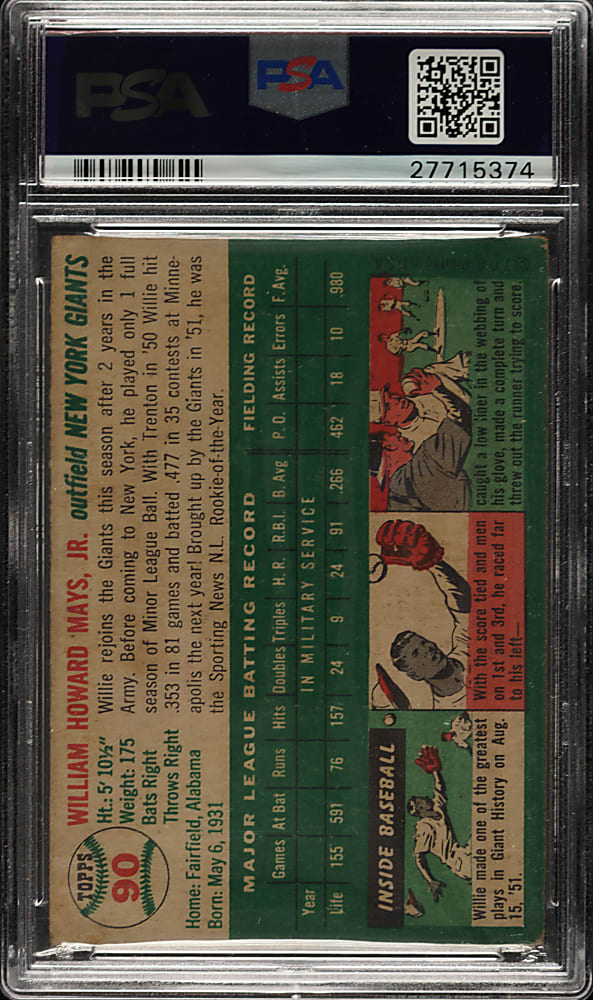 PSA
PSA
27715374
TOPPS
90
WILLIAM HOWARD MAYS, JR. outfield NEW YORK GIANTS
Ht.: 5' 10½"
Weight: 175
Bats Right
Throws Right
Home: Fairfield, Alabama
Born: May 6, 1931
Willie rejoins the Giants this season after 2 years in the
Army. Before coming to New York, he played only 1 full
season of Minor League Ball. With Trenton in '50 Willie hit
.353 in 81 games and batted .477 in 35 contests at Minne-
apolis the next year! Brought up by the Giants in '51, he was
the Sporting News N.L. Rookie-of-the-Year.
MAJOR LEAGUE BATTING RECORD FIELDING RECORD
Games At Bat Runs Hits Doubles Triples H.R. R.B.I. B. Avg P. O. Assists Errors F. Avg.
Year IN MILITARY SERVICE
Life 155 591 76 157 24 9 24 91 .266 462 18 10 .980
INSIDE BASEBALL
Willie made one of the greatest
plays in Giant History on Aug.
15, '51.
With the score tied and men
on 1st and 3rd, he raced far
to his left—
caught a low liner in the webbing of
his glove, made a complete turn and
threw out the runner trying to score.